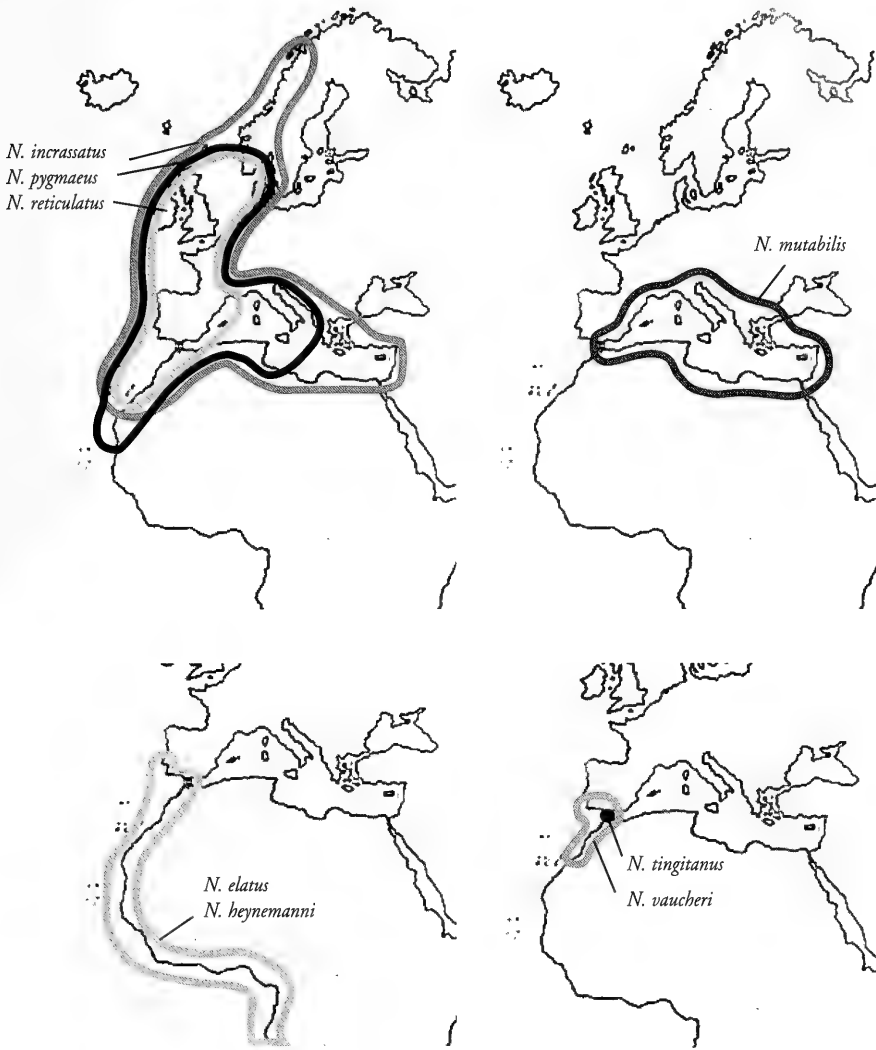 N. incrassatus
N. pygmaeus
N. reticulatus
N. mutabilis
N. elatus
N. heynemanni
N. tingitanus
N. vaucheri